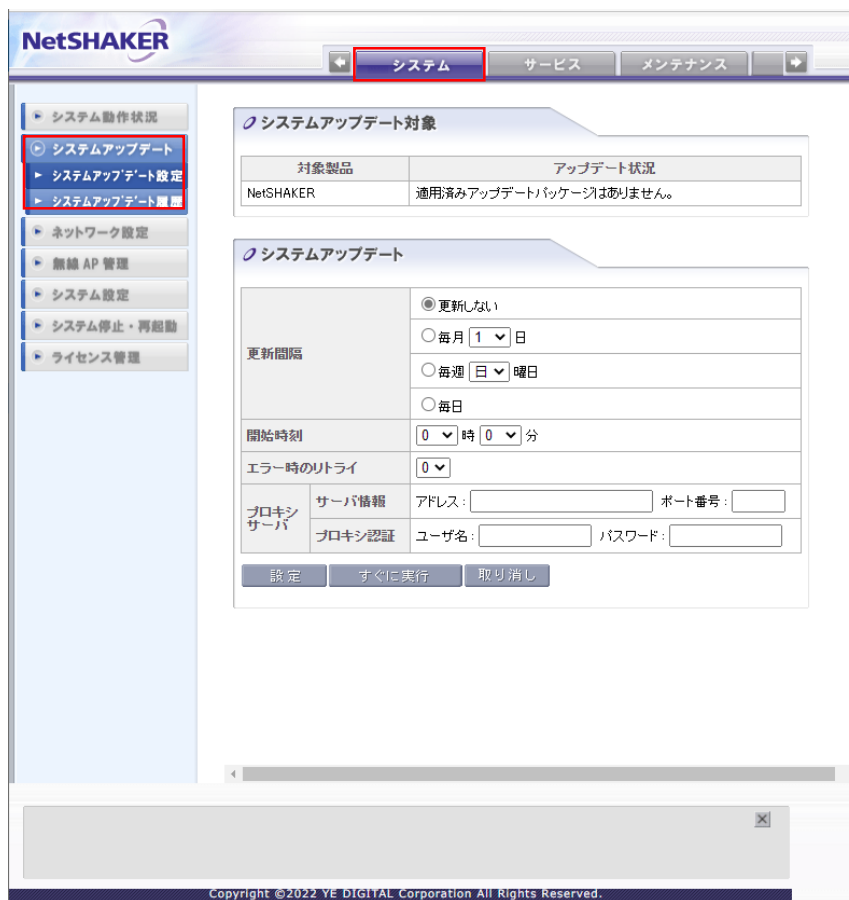 NetSHAKER
システム サービス メンテナンス
システム動作状況
システムアップデート
システムアップデート設定
システムアップデート履歴
ネットワーク設定
無線 AP 管理
システム設定
システム停止・再起動
ライセンス管理
システムアップデート対象
対象製品 アップデート状況
NetSHAKER 適用済みアップデートパッケージはありません。
システムアップデート
更新間隔
更新しない
毎月 1 日
毎週 日 曜日
毎日
開始時刻 0 時 0 分
エラー時のリトライ 0
プロキシサーバ
サーバ情報 アドレス: ポート番号:
プロキシ認証 ユーザ名: パスワード:
設定 すぐに実行 取り消し
Copyright ©2022 YE DIGITAL Corporation All Rights Reserved.